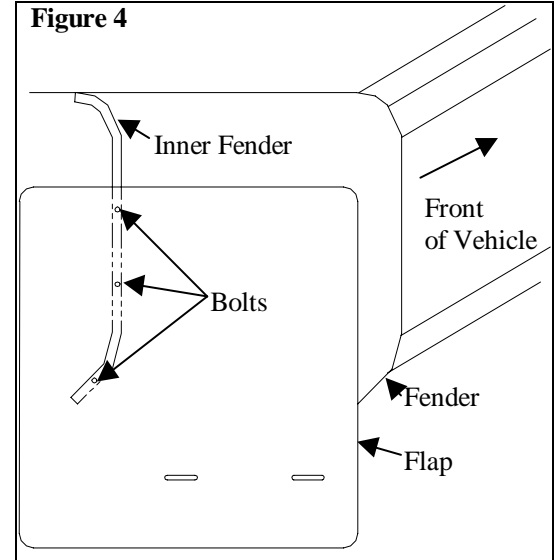 Figure 4
Inner Fender
Front
of Vehicle
Bolts
Fender
Flap